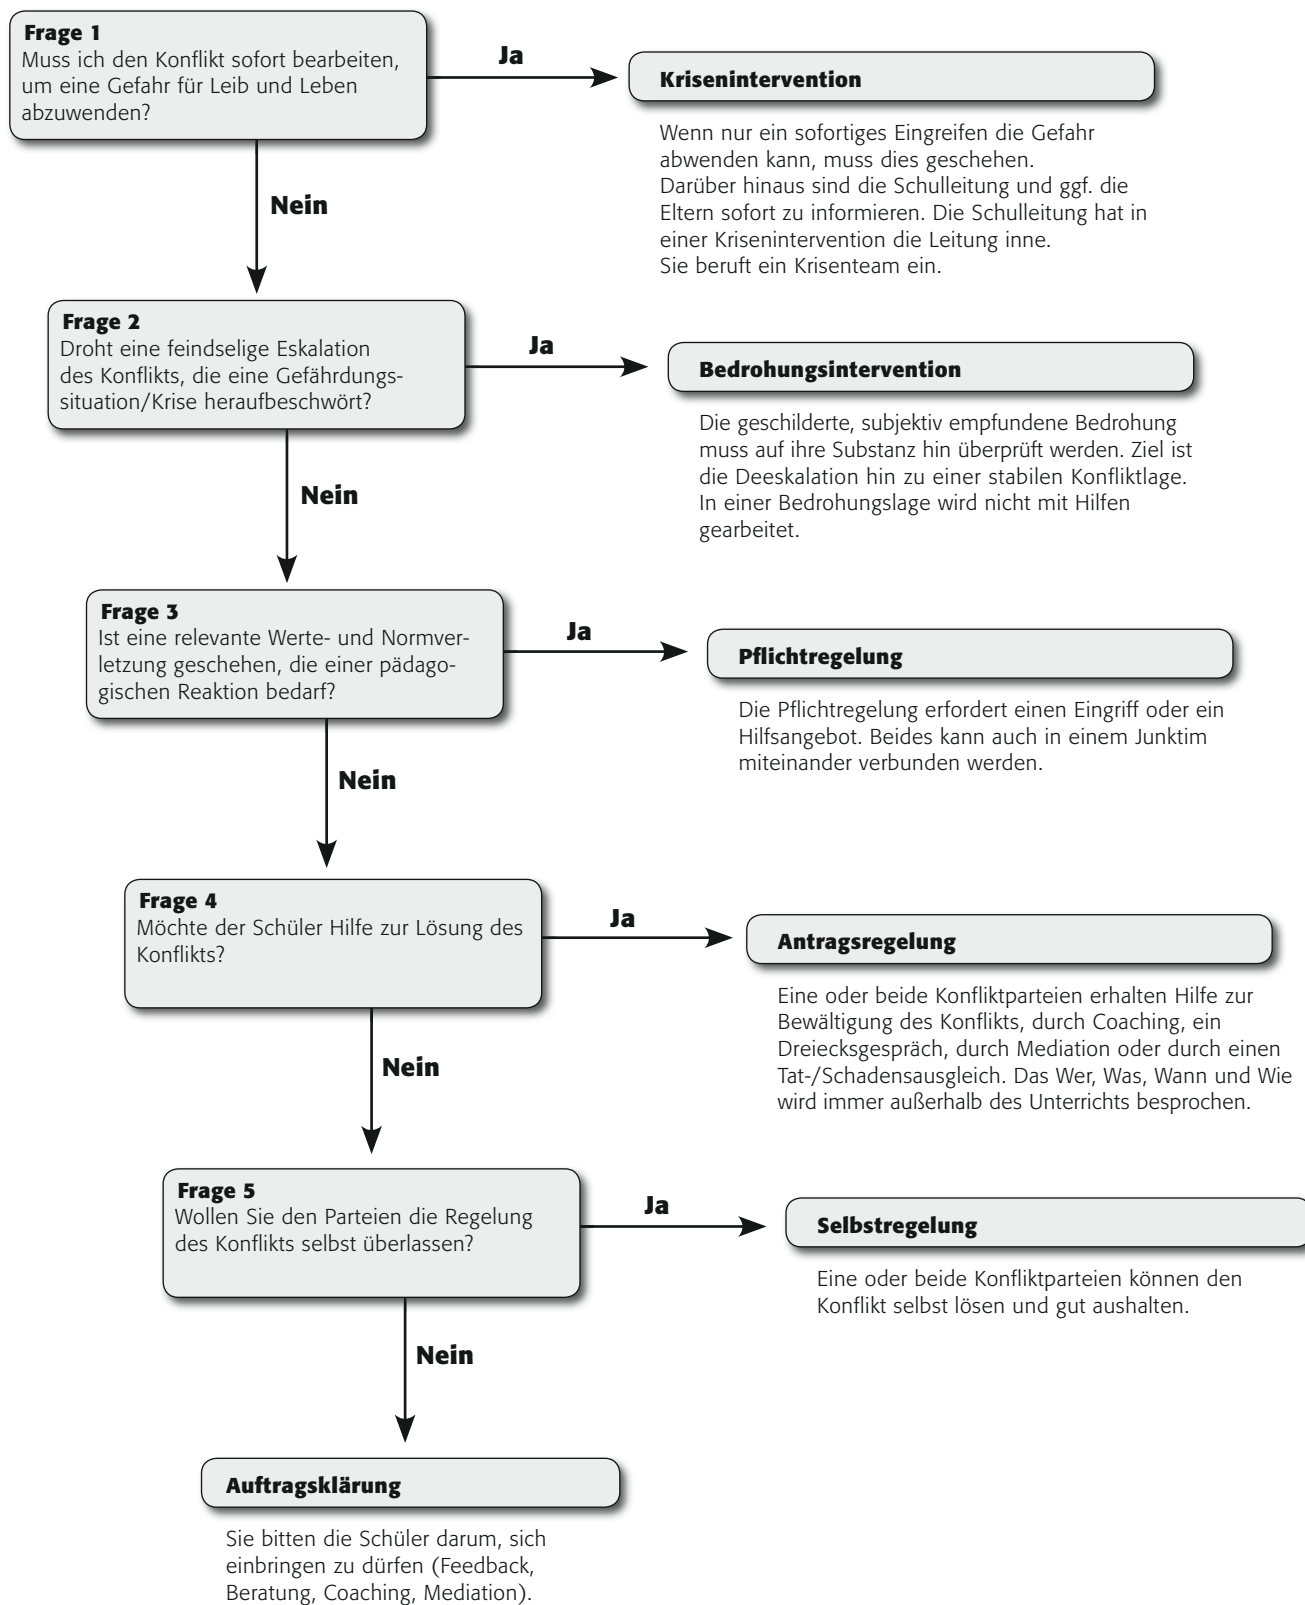 Frage 1
Muss ich den Konflikt sofort bearbeiten,
um eine Gefahr für Leib und Leben
abzuwenden?
Ja
Krisenintervention
Wenn nur ein sofortiges Eingreifen die Gefahr
abwenden kann, muss dies geschehen.
Darüber hinaus sind die Schulleitung und ggf. die
Eltern sofort zu informieren. Die Schulleitung hat in
einer Krisenintervention die Leitung inne.
Sie beruft ein Krisenteam ein.
Nein
Frage 2
Droht eine feindselige Eskalation
des Konflikts, die eine Gefährdungs-
situation/Krise heraufbeschwört?
Ja
Bedrohungsintervention
Die geschilderte, subjektiv empfundene Bedrohung
muss auf ihre Substanz hin überprüft werden. Ziel ist
die Deeskalation hin zu einer stabilen Konfliktlage.
In einer Bedrohungslage wird nicht mit Hilfen
gearbeitet.
Nein
Frage 3
Ist eine relevante Werte- und Normver-
letzung geschehen, die einer pädago-
gischen Reaktion bedarf?
Ja
Pflichtregelung
Die Pflichtregelung erfordert einen Eingriff oder ein
Hilfsangebot. Beides kann auch in einem Junktim
miteinander verbunden werden.
Nein
Frage 4
Möchte der Schüler Hilfe zur Lösung des
Konflikts?
Ja
Antragsregelung
Eine oder beide Konfliktparteien erhalten Hilfe zur
Bewältigung des Konflikts, durch Coaching, ein
Dreiecksgespräch, durch Mediation oder durch einen
Tat-/Schadensausgleich. Das Wer, Was, Wann und Wie
wird immer außerhalb des Unterrichts besprochen.
Nein
Frage 5
Wollen Sie den Parteien die Regelung
des Konflikts selbst überlassen?
Ja
Selbstregelung
Eine oder beide Konfliktparteien können den
Konflikt selbst lösen und gut aushalten.
Nein
Auftragsklärung
Sie bitten die Schüler darum, sich
einbringen zu dürfen (Feedback,
Beratung, Coaching, Mediation).